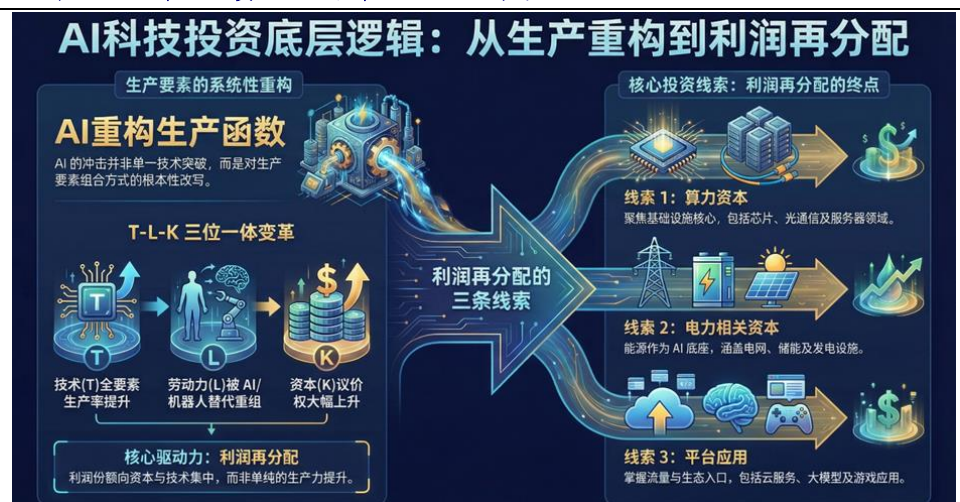 AI科技投资底层逻辑：从生产重构到利润再分配
生产要素的系统性重构
AI重构生产函数
AI 的冲击并非单一技术突破，而是对生产
要素组合方式的根本性改写。
T-L-K 三位一体变革
T
$
T
L
K
技术(T)全要素
生产率提升
劳动力(L)被 AI/
机器人替代重组
资本(K)议价
权大幅上升
核心驱动力：利润再分配
利润份额向资本与技术集中，而非单纯的生产力提升。
利润再分配的
三条线索
核心投资线索：利润再分配的终点
线索 1：算力资本
聚焦基础设施核心，包括芯片、光通信及服务器领域。
线索 2：电力相关资本
能源作为 AI 底座，涵盖电网、储能及发电设施。
线索 3：平台应用
掌握流量与生态入口，包括云服务、大模型及游戏应用。